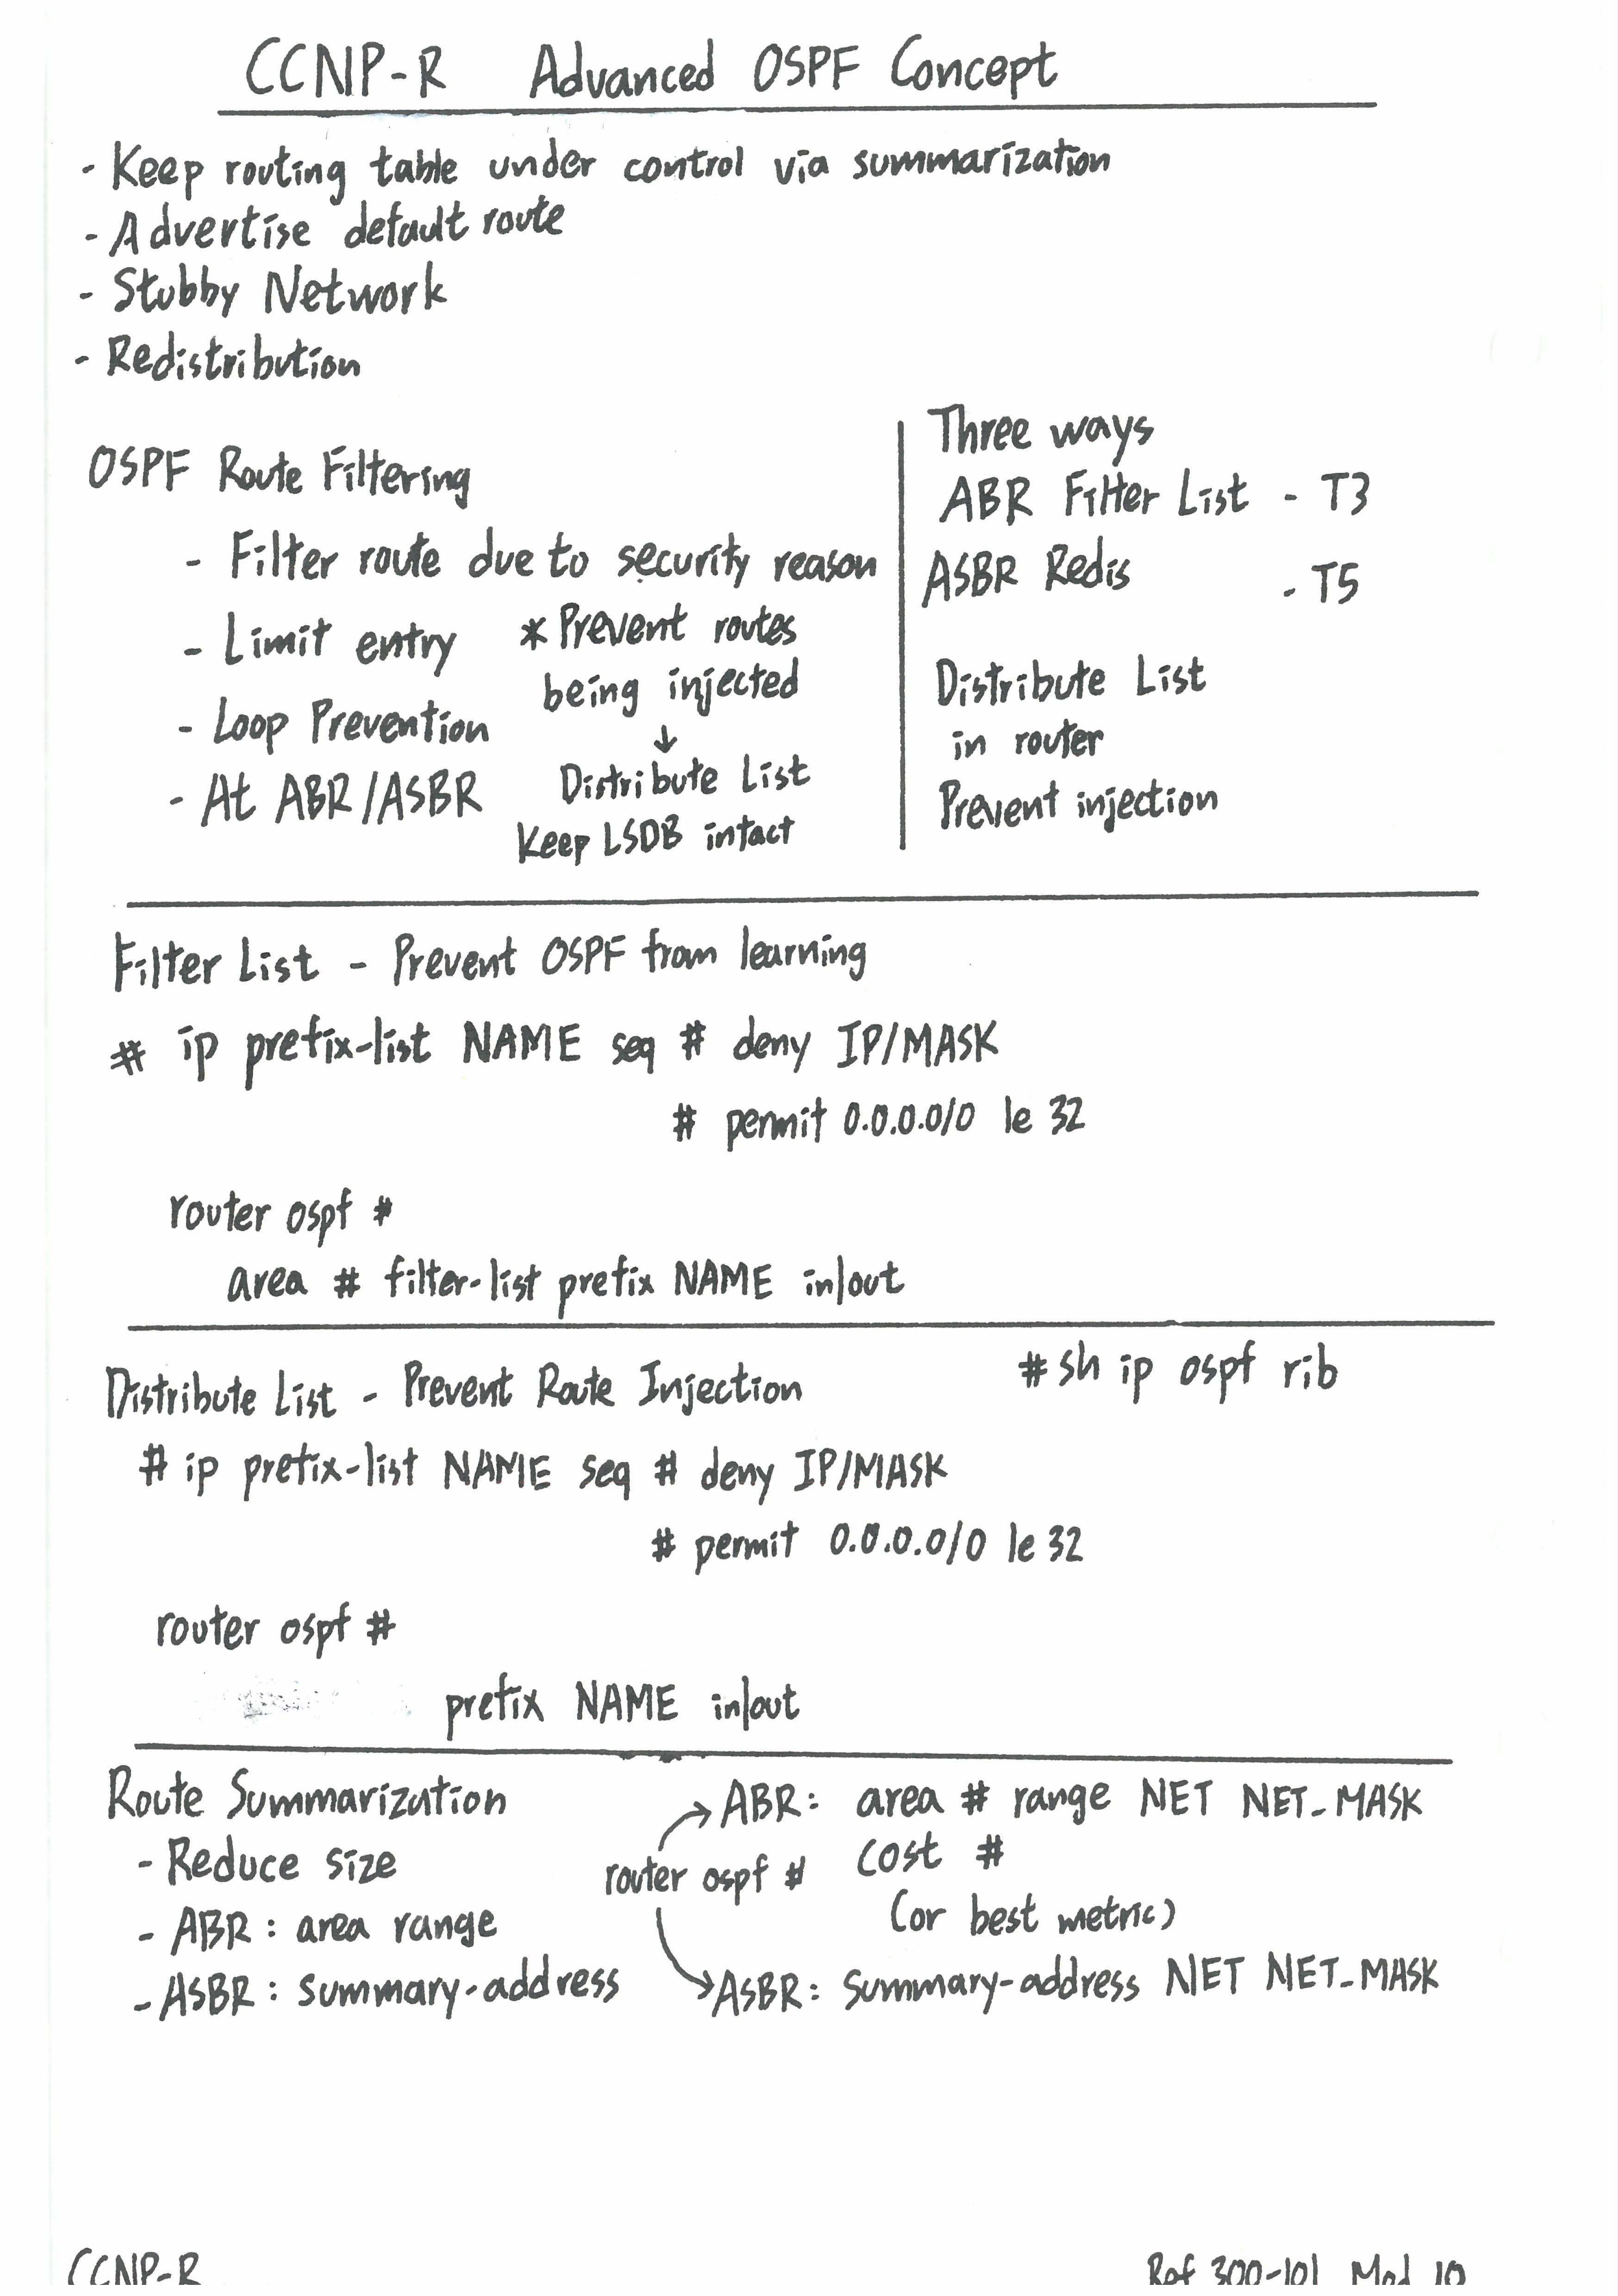 CCNP-R Advanced OSPF Concept
- Keep routing table under control via summarization
- Advertise default route
- Stubby Network
- Redistribution
OSPF Route Filtering
- Filter route due to security reason
- Limit entry
- Loop Prevention
- At ABR/ASBR
* Prevent routes
being injected
↓
Distribute List
Keep LSDB intact
Three ways
ABR Filter List - T3
ASBR Redis - T5
Distribute List
in router
Prevent injection
Filter List - Prevent OSPF from learning
# ip prefix-list NAME seq # deny IP/MASK
# permit 0.0.0.0/0 le 32
router ospf #
area # filter-list prefix NAME in|out
Distribute List - Prevent Route Injection
# sh ip ospf rib
# ip prefix-list NAME seq # deny IP/MASK
# permit 0.0.0.0/0 le 32
router ospf #
prefix NAME in|out
Route Summarization
- Reduce size
- ABR : area range
- ASBR : summary-address
router ospf #
→ ABR: area # range NET NET_MASK
cost #
(or best metric)
→ ASBR: Summary-address NET NET_MASK
CCNP-R
Ref 300-101 Mod 10